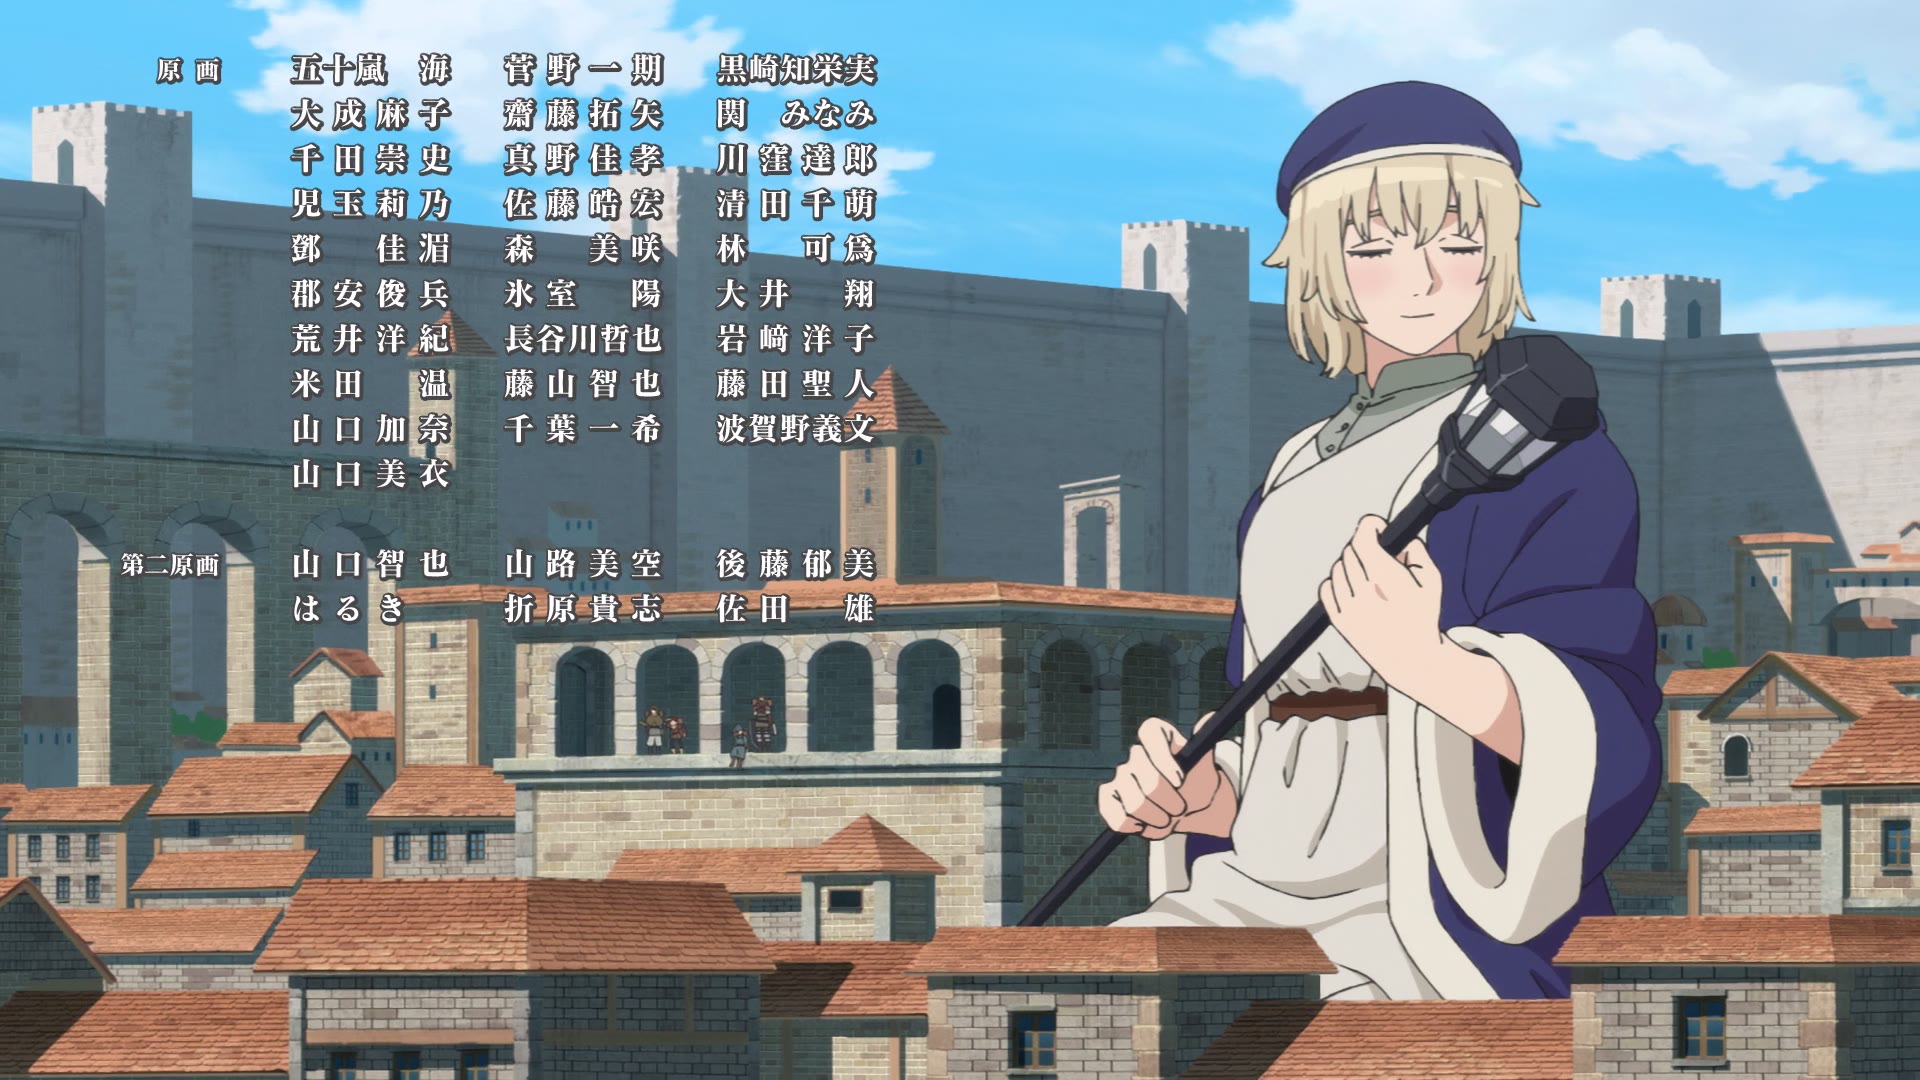 原画 五十嵐 海 菅野一期 黒崎知栄実
大成麻子 齋藤拓矢 関 みなみ
千田崇史 真野佳孝 川窪達郎
児玉莉乃 佐藤皓宏 清田千萌
鄧 佳湄 森 美咲 林 可爲
郡安俊兵 氷室 陽 大井 翔
荒井洋紀 長谷川哲也 岩﨑洋子
米田 温 藤山智也 藤田聖人
山口加奈 千葉一希 波賀野義文
山口美衣
第二原画 山口智也 山路美空 後藤郁美
はるき 折原貴志 佐田 雄